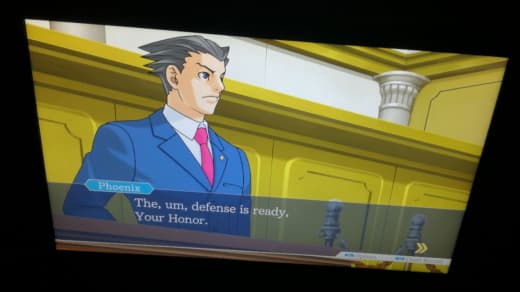 Phoenix
The, um, defense is ready,
Your Honor.